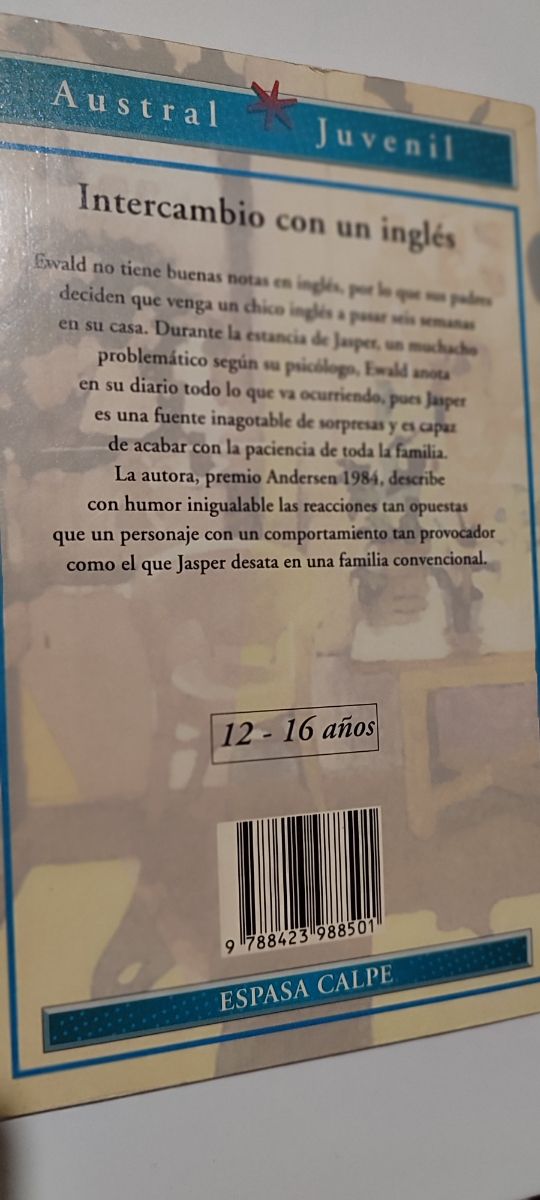 Austral Juvenil
Intercambio con un inglés
Ewald no tiene buenas notas en inglés, por lo que sus padres
deciden que venga un chico inglés a pasar seis semanas
en su casa. Durante la estancia de Jasper, un muchacho
problemático según su psicólogo, Ewald anota
en su diario todo lo que va ocurriendo, pues Jasper
es una fuente inagotable de sorpresas y es capaz
de acabar con la paciencia de toda la familia.
La autora, premio Andersen 1984, describe
con humor inigualable las reacciones tan opuestas
que un personaje con un comportamiento tan provocador
como el que Jasper desata en una familia convencional.
12 - 16 años
9 788423 988501
ESPASA CALPE